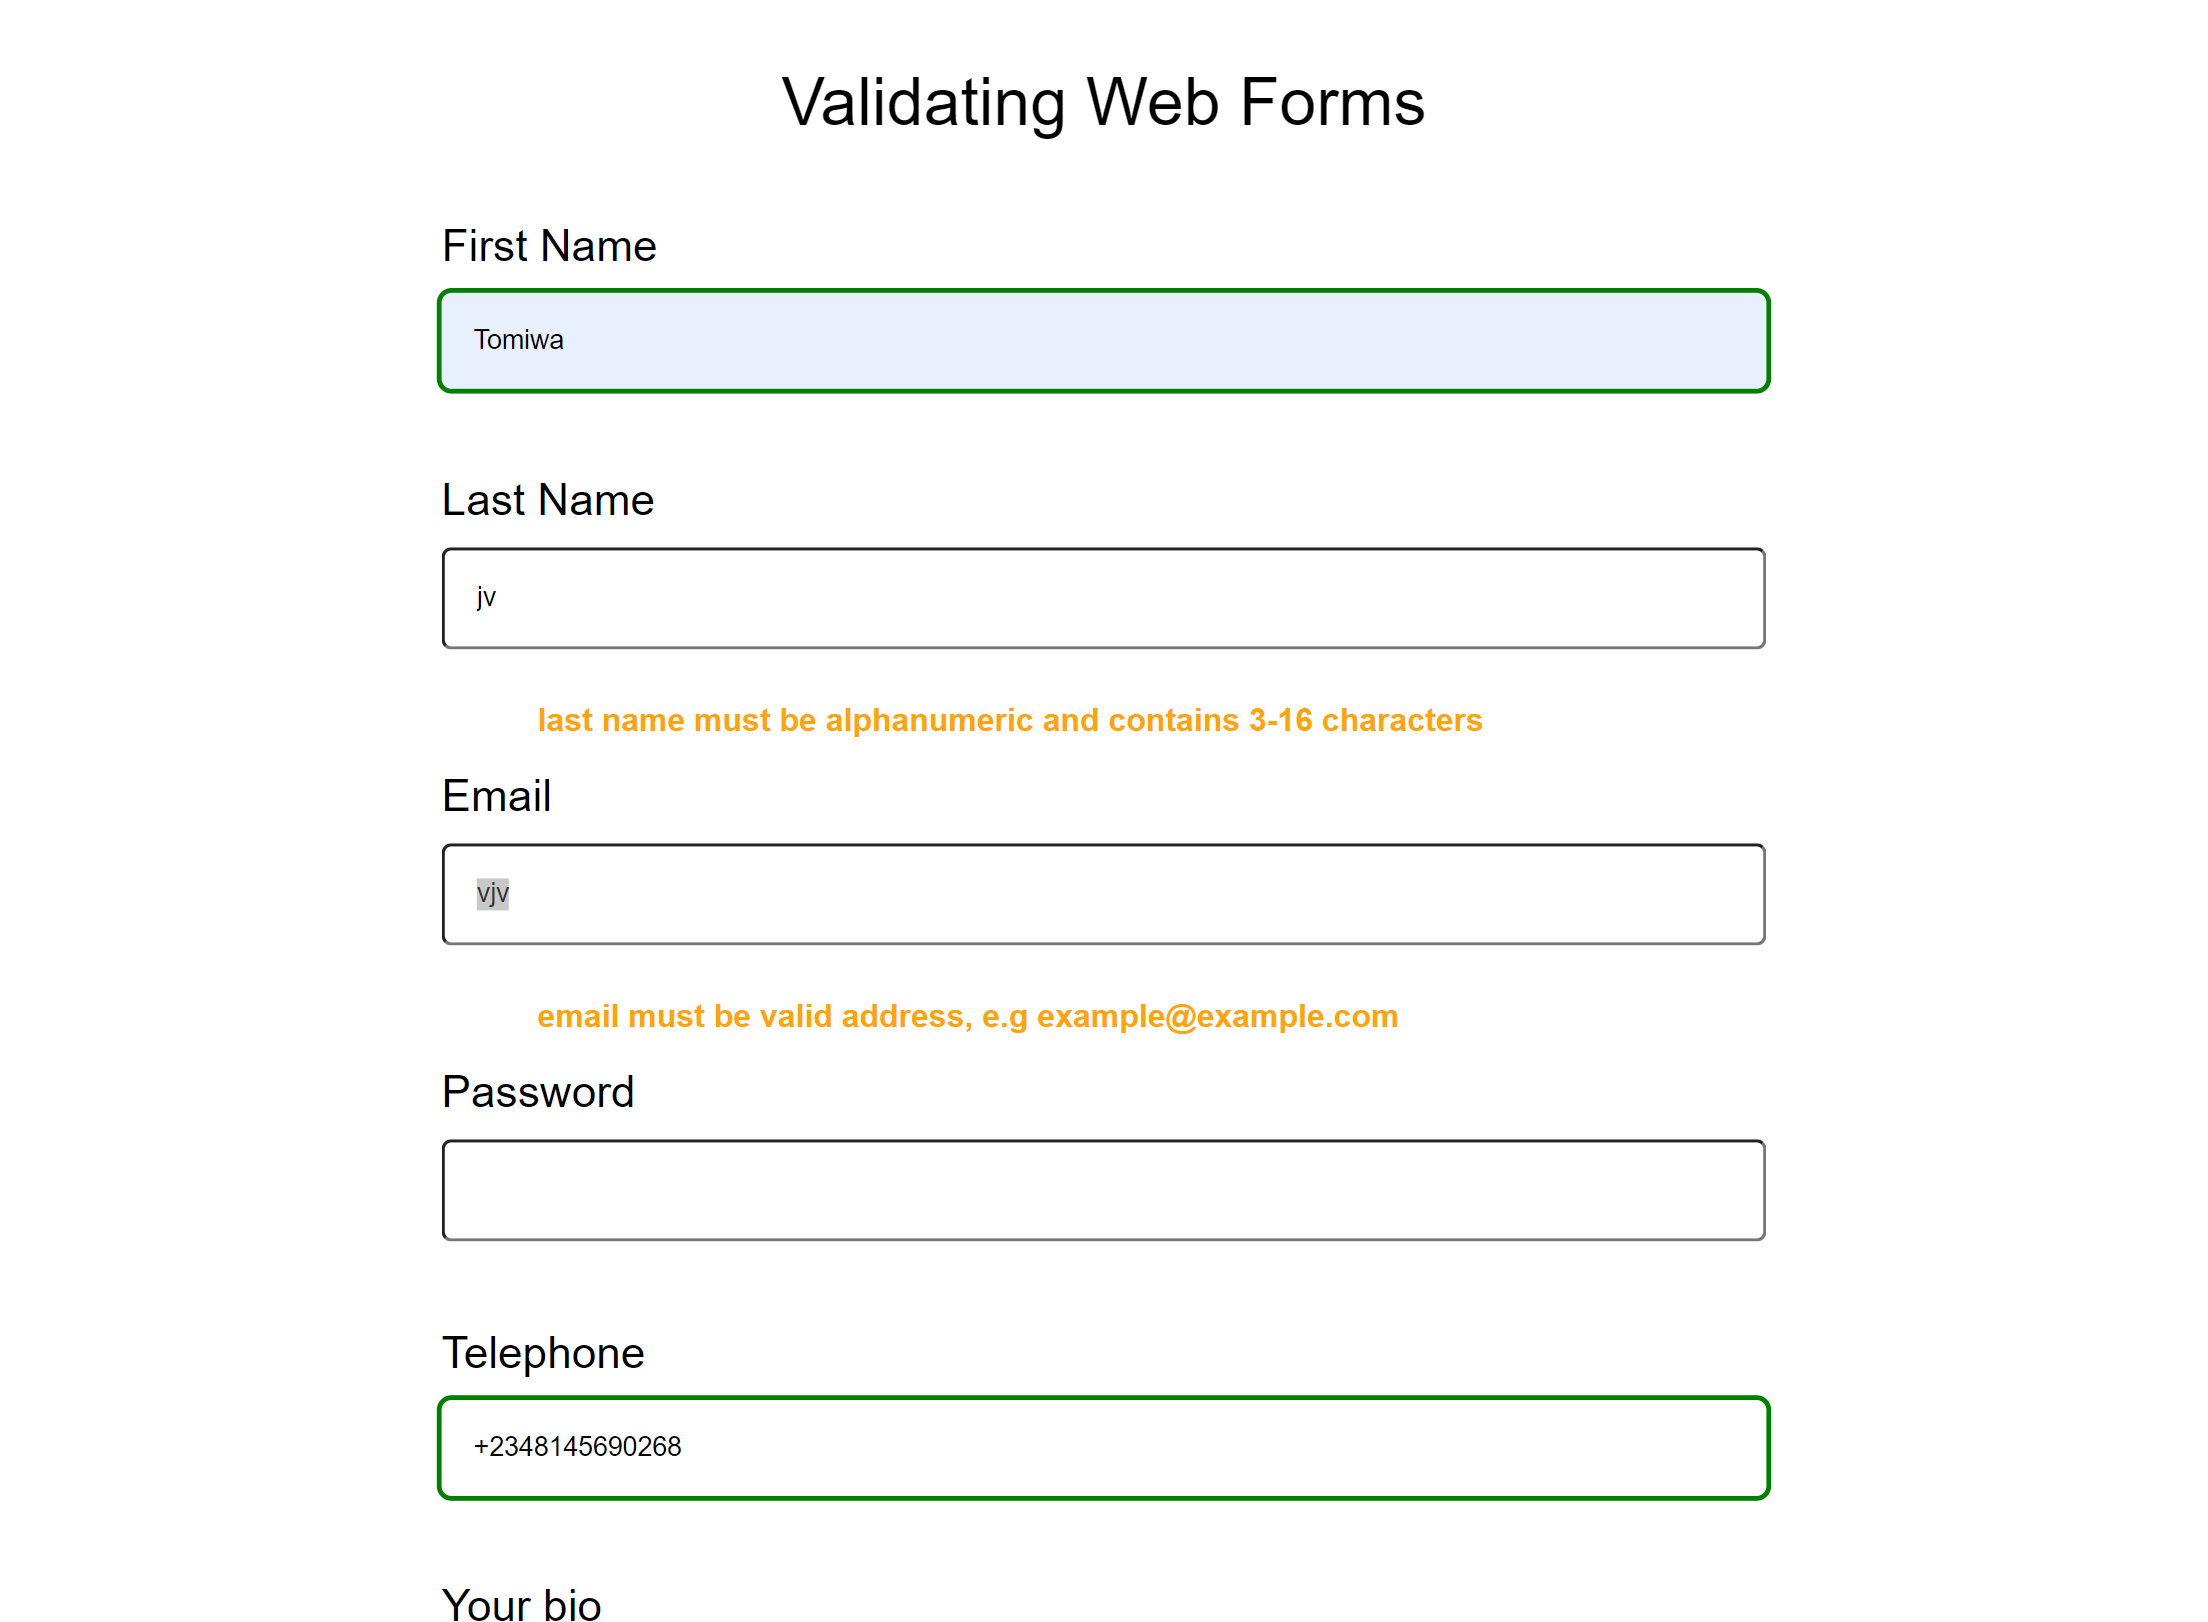 Validating Web Forms
First Name
Tomiwa
Last Name
jv
last name must be alphanumeric and contains 3-16 characters
Email
vjv
email must be valid address, e.g example@example.com
Password
Telephone
+2348145690268
Your bio